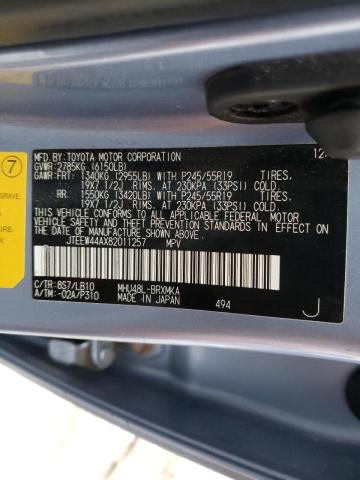 MFD.BY:TOYOTA MOTOR CORPORATION 12
GVWR:2785KG (6150LB)
GAWR:FRT: 1340KG (2955LB) WITH P245/55R19 TIRES.
19X7 1/2J RIMS, AT 230KPA (33PSI) COLD.
RR: 1550KG (3420LB) WITH P245/55R19 TIRES.
19X7 1/2J RIMS, AT 230KPA (33PSI) COLD.
THIS VEHICLE CONFORMS TO ALL APPLICABLE FEDERAL MOTOR
VEHICLE SAFETY STANDARDS IN EFFECT ON
THE DATE OF MANUFACTURE SHOWN ABOVE.
JTEEW44AX82011257 MPV
C/TR: 8S7/LB10 MHU48L-BRXMKA
A/TM:-02A/P310 MADE IN JAPAN 494 J
7
GRAVE.